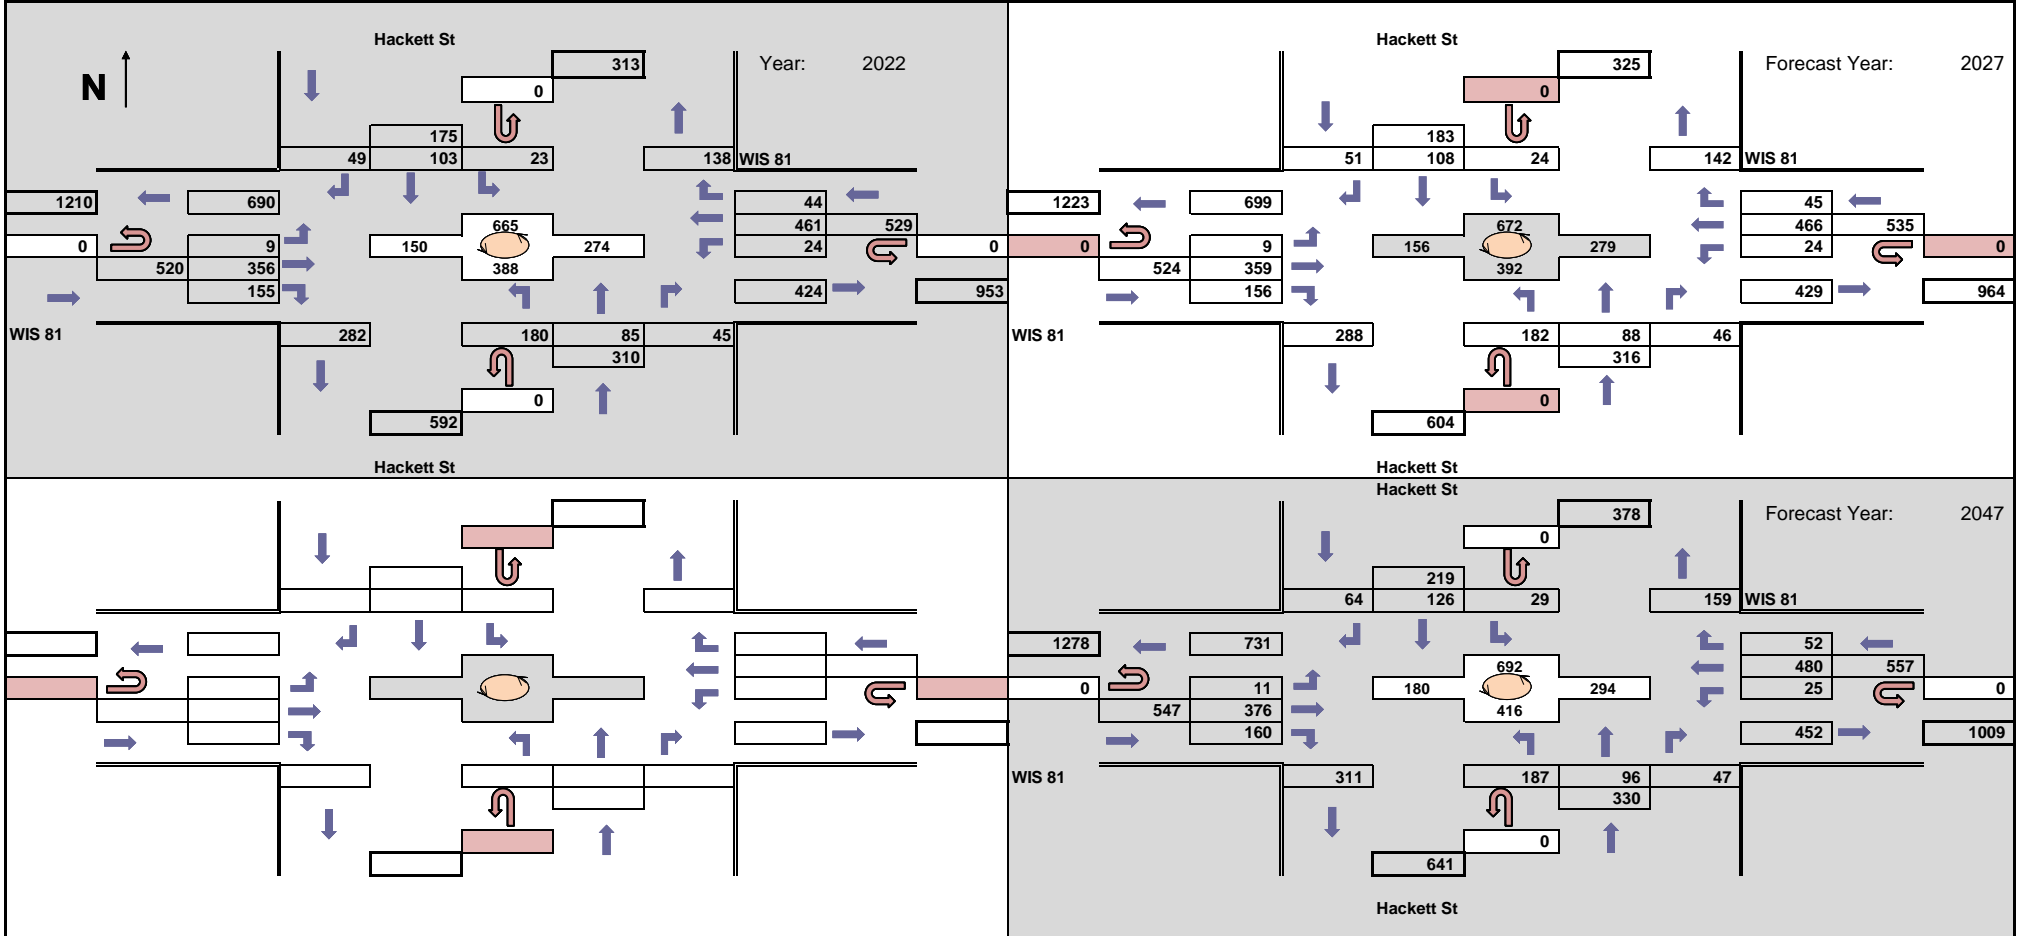 Hackett St
313
Year: 2022
N
0
175
49 103 23 138 WIS 81
1210 690 44
665 461 529
0 9 150 274 24 0
520 356 388
155 424 953
WIS 81 282 180 85 45
310
0
592
Hackett St
Hackett St
325
Forecast Year: 2027
0
183
51 108 24 142 WIS 81
1223 699 45
672 466 535
0 9 156 279 24 0
524 359 392
156 429 964
WIS 81 288 182 88 46
316
0
604
Hackett St
Hackett St
378
Forecast Year: 2047
0
219
64 126 29 159 WIS 81
1278 731 52
692 480 557
0 11 180 294 25 0
547 376 416
160 452 1009
WIS 81 311 187 96 47
330
0
641
Hackett St